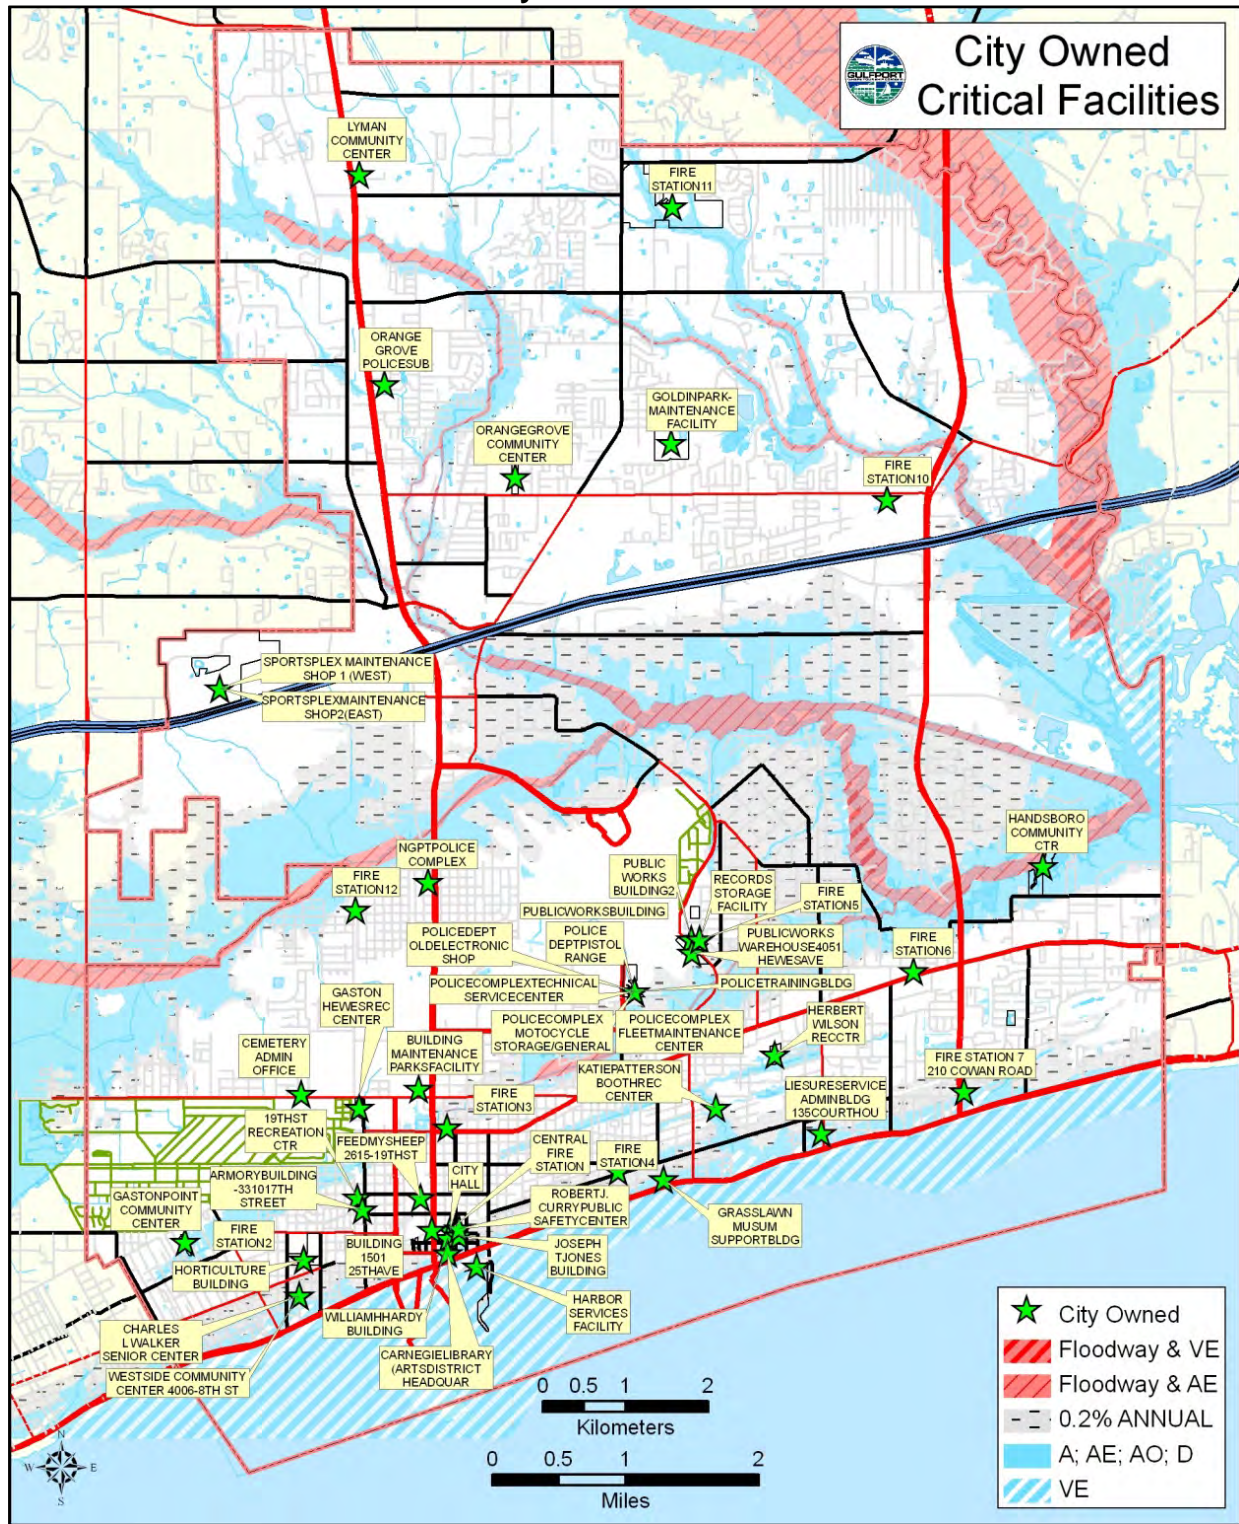 City Owned
Critical Facilities
GULFPORT
LYMAN
COMMUNITY
CENTER
FIRE
STATION11
ORANGE
GROVE
POLICESUB
GOLDINPARK-
MAINTENANCE
FACILITY
ORANGEGROVE
COMMUNITY
CENTER
FIRE
STATION10
SPORTSPLEX MAINTENANCE
SHOP 1 (WEST)
SPORTSPLEXMAINTENANCE
SHOP2(EAST)
HANDSBORO
COMMUNITY
CTR
NGPTPOLICE
COMPLEX
FIRE
STATION12
PUBLIC
WORKS
BUILDING2
RECORDS
STORAGE
FACILITY
FIRE
STATION5
PUBLICWORKSBUILDING
POLICEDEPT
OLDELECTRONIC
SHOP
POLICE
DEPTPISTOL
RANGE
PUBLICWORKS
WAREHOUSE4051
HEWESAVE
FIRE
STATION6
POLICECOMPLEXTECHNICAL
SERVICECENTER
POLICETRAININGBLDG
GASTON
HEWESREC
CENTER
POLICECOMPLEX
MOTOCYCLE
STORAGE/GENERAL
POLICECOMPLEX
FLEETMAINTENANCE
CENTER
HERBERT
WILSON
RECCTR
CEMETERY
ADMIN
OFFICE
BUILDING
MAINTENANCE
PARKSFACILITY
KATIEPATTERSON
BOOTHREC
CENTER
FIRE STATION 7
210 COWAN ROAD
LIESURESERVICE
ADMINBLDG
135COURTHOU
FIRE
STATION3
19THST
RECREATION
CTR
FEEDMYSHEEP
2615-19THST
CENTRAL
FIRE
STATION
FIRE
STATION4
CITY
HALL
ARMORYBUILDING
-331017TH
STREET
GASTONPOINT
COMMUNITY
CENTER
ROBERTJ.
CURRYPUBLIC
SAFETYCENTER
GRASSLAWN
MUSUM
SUPPORTBLDG
FIRE
STATION2
BUILDING
1501
25THAVE
JOSEPH
TJONES
BUILDING
HORTICULTURE
BUILDING
HARBOR
SERVICES
FACILITY
WILLIAMHHARDY
BUILDING
CHARLES
LWALKER
SENIOR CENTER
CARNEGIELIBRARY
(ARTSDISTRICT
HEADQUAR
WESTSIDE COMMUNITY
CENTER 4006-8TH ST
City Owned
Floodway & VE
Floodway & AE
0.2% ANNUAL
A; AE; AO; D
VE
0 0.5 1 2
Kilometers
0 0.5 1 2
Miles
N
W E
S